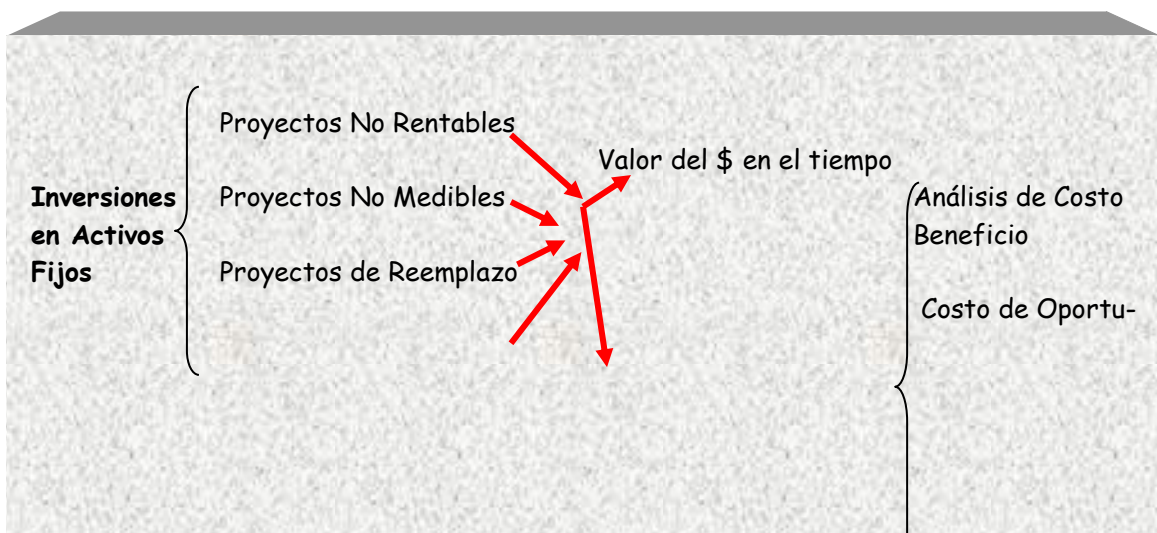 Proyectos No Rentables
Valor del $ en el tiempo
Inversiones
en Activos
Fijos
Proyectos No Medibles
Proyectos de Reemplazo
Análisis de Costo
Beneficio
Costo de Oportu-